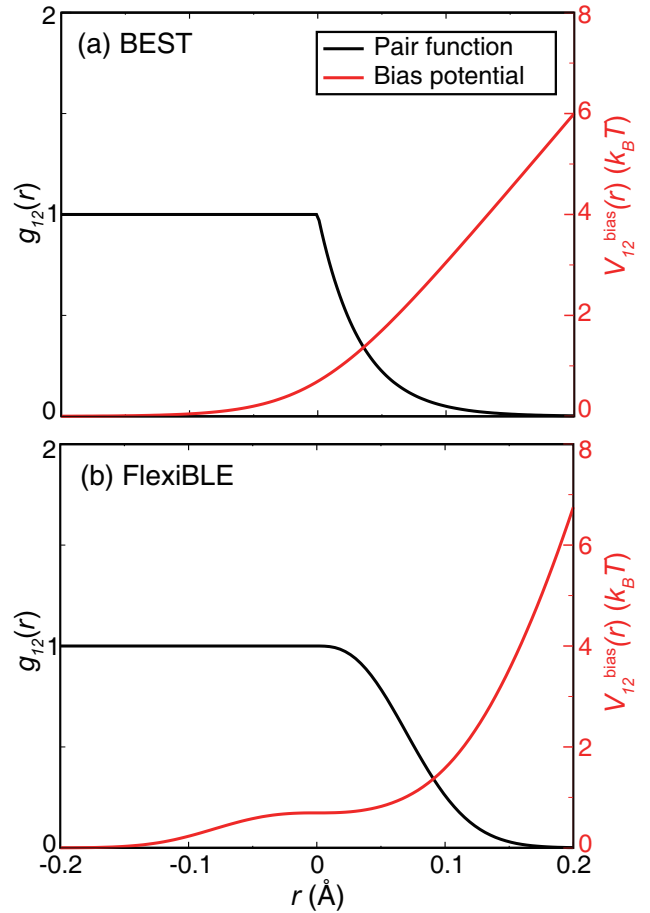 2
(a) BEST
Pair function
Bias potential
8
6
4
2
0
1
0
g12(r)
V12bias(r) (kBT)
2
(b) FlexiBLE
8
6
4
2
0
1
0
g12(r)
V12bias(r) (kBT)
-0.2
-0.1
0
0.1
0.2
r (Å)